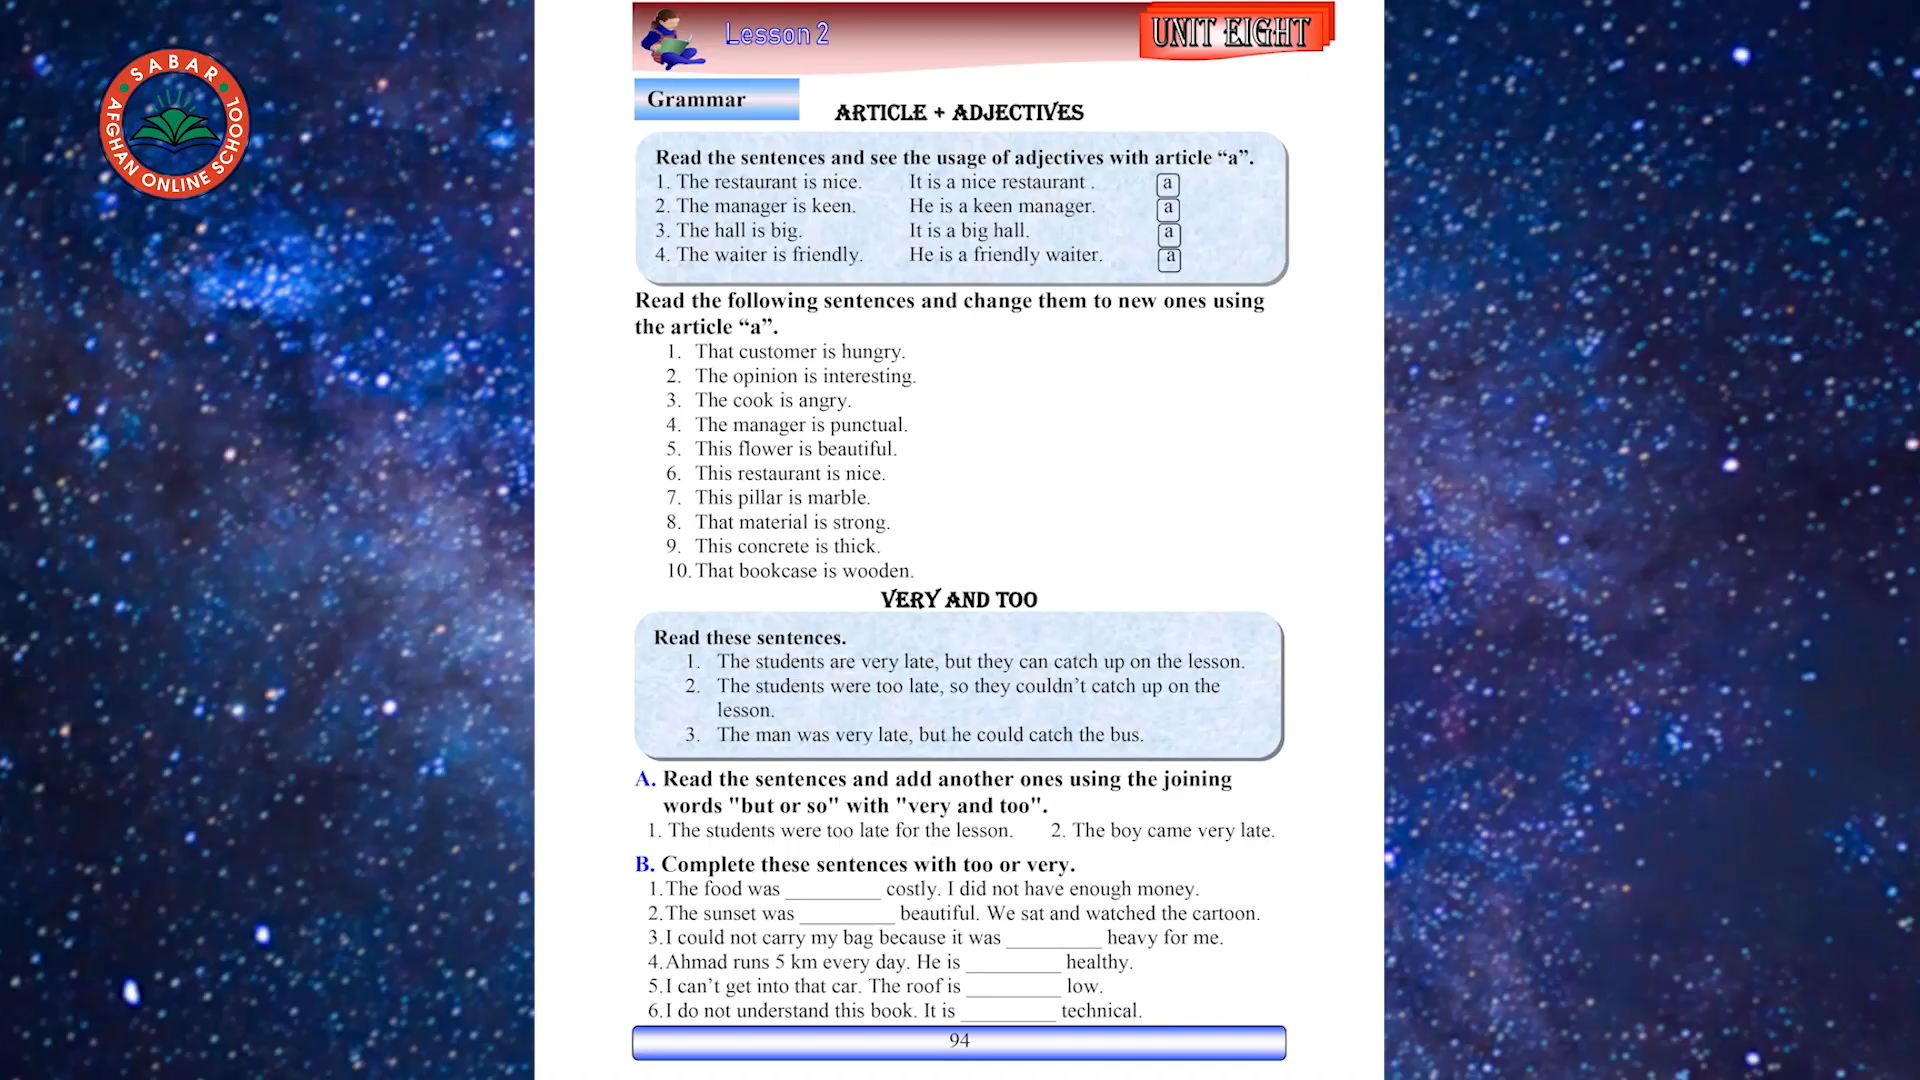 SABAR
AFGHAN ONLINE SCHOOL
Lesson 2
UNIT EIGHT
Grammar
ARTICLE + ADJECTIVES
Read the sentences and see the usage of adjectives with article “a”.
1. The restaurant is nice. It is a nice restaurant . a
2. The manager is keen. He is a keen manager. a
3. The hall is big. It is a big hall. a
4. The waiter is friendly. He is a friendly waiter. a
Read the following sentences and change them to new ones using
the article “a”.
1. That customer is hungry.
2. The opinion is interesting.
3. The cook is angry.
4. The manager is punctual.
5. This flower is beautiful.
6. This restaurant is nice.
7. This pillar is marble.
8. That material is strong.
9. This concrete is thick.
10. That bookcase is wooden.
VERY AND TOO
Read these sentences.
1. The students are very late, but they can catch up on the lesson.
2. The students were too late, so they couldn’t catch up on the
lesson.
3. The man was very late, but he could catch the bus.
A. Read the sentences and add another ones using the joining
words "but or so" with "very and too".
1. The students were too late for the lesson. 2. The boy came very late.
B. Complete these sentences with too or very.
1.The food was _________ costly. I did not have enough money.
2.The sunset was _________ beautiful. We sat and watched the cartoon.
3.I could not carry my bag because it was _________ heavy for me.
4.Ahmad runs 5 km every day. He is _________ healthy.
5.I can’t get into that car. The roof is _________ low.
6.I do not understand this book. It is _________ technical.
94